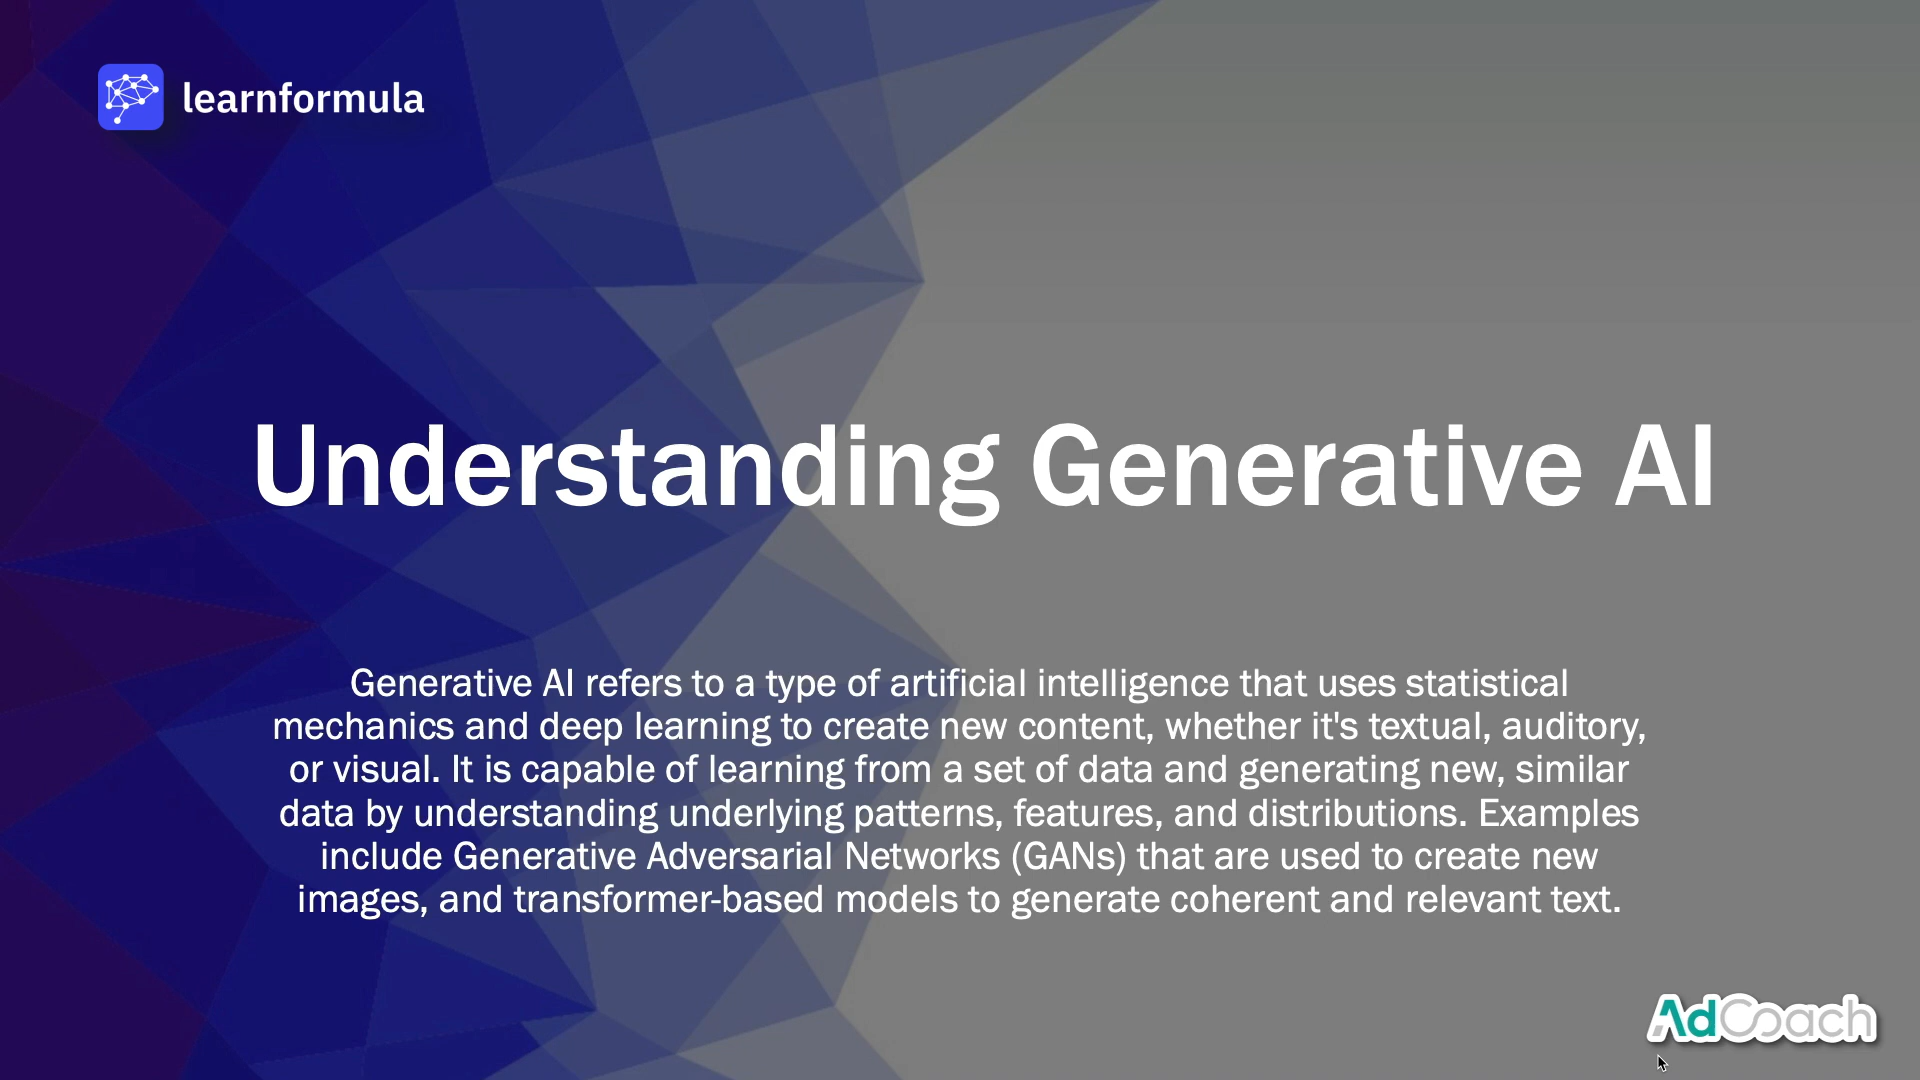 learnformula
Understanding Generative AI
Generative AI refers to a type of artificial intelligence that uses statistical
mechanics and deep learning to create new content, whether it's textual, auditory,
or visual. It is capable of learning from a set of data and generating new, similar
data by understanding underlying patterns, features, and distributions. Examples
include Generative Adversarial Networks (GANs) that are used to create new
images, and transformer-based models to generate coherent and relevant text.
AdCoach